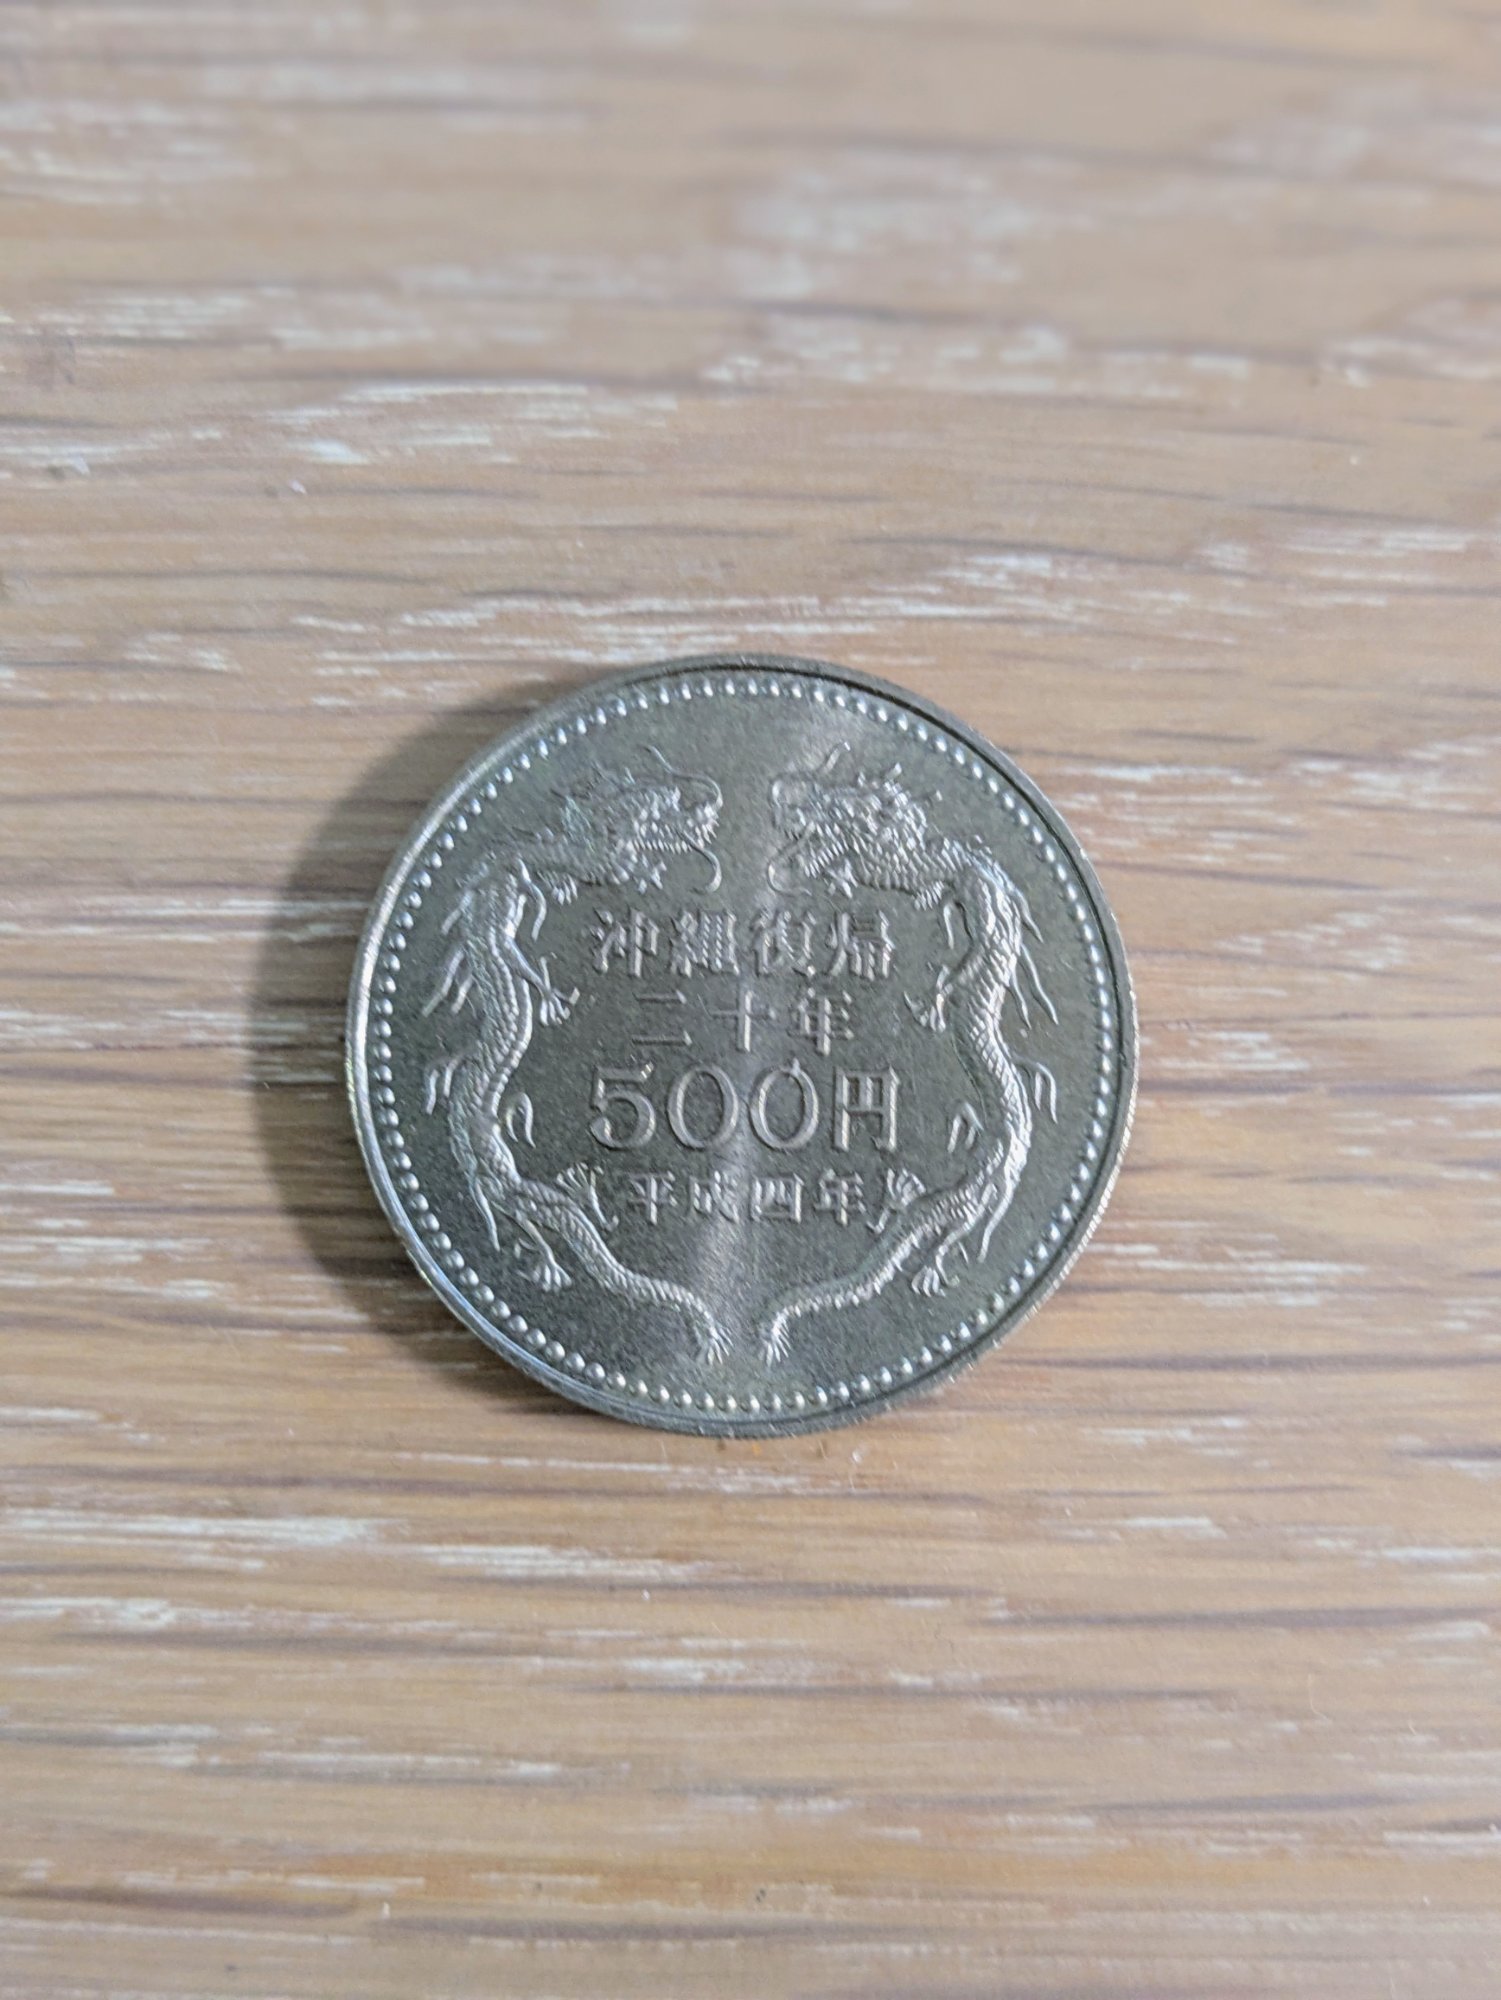 沖縄復帰
二十年
500円
平成四年